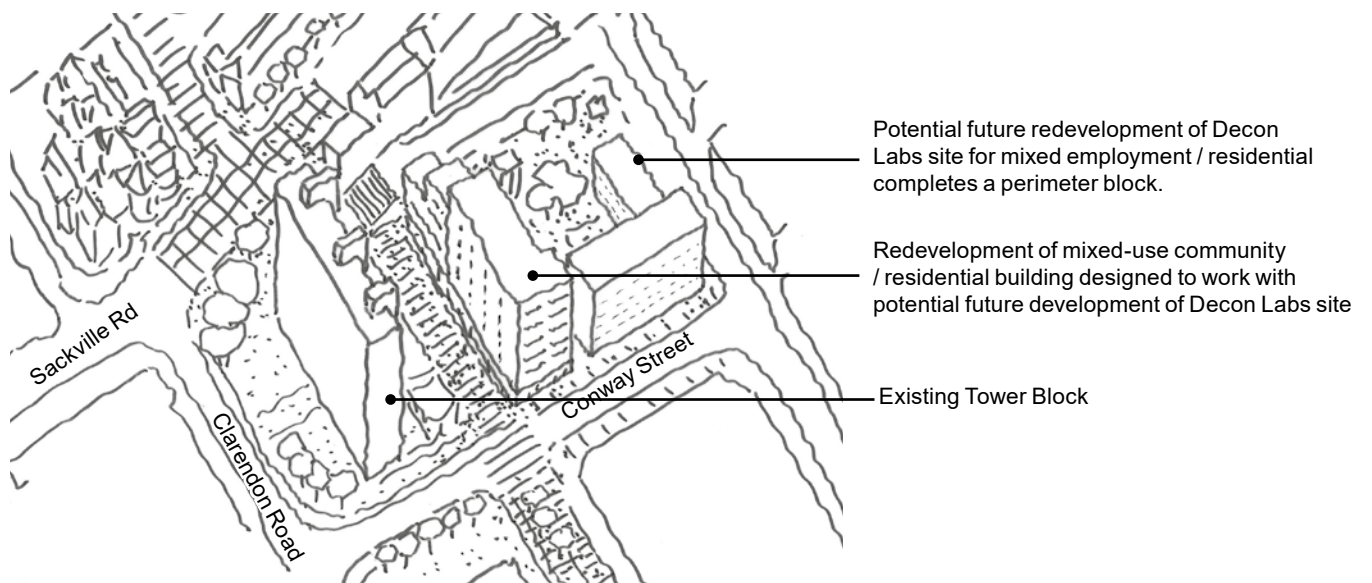 Potential future redevelopment of Decon
Labs site for mixed employment / residential
completes a perimeter block.
Redevelopment of mixed-use community
/ residential building designed to work with
potential future development of Decon Labs site
Existing Tower Block
Sackville Rd
Clarendon Road
Conway Street